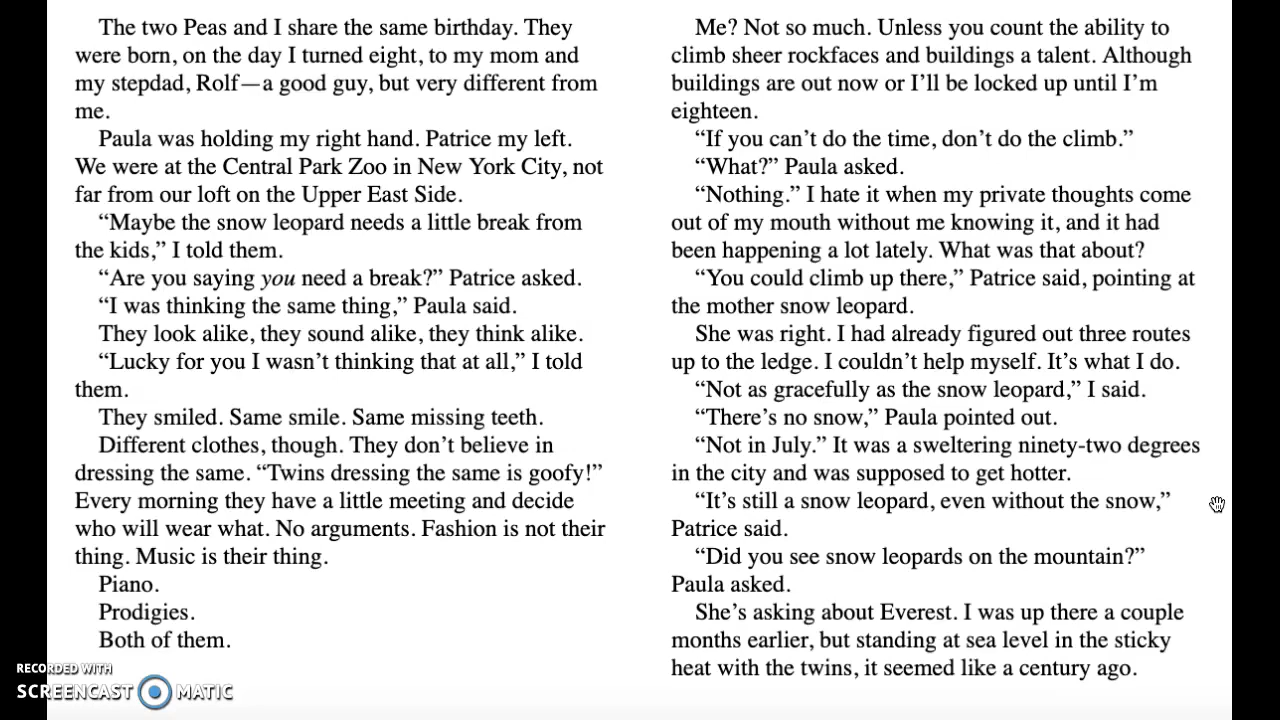 The two Peas and I share the same birthday. They
were born, on the day I turned eight, to my mom and
my stepdad, Rolf—a good guy, but very different from
me.
Paula was holding my right hand. Patrice my left.
We were at the Central Park Zoo in New York City, not
far from our loft on the Upper East Side.
“Maybe the snow leopard needs a little break from
the kids,” I told them.
“Are you saying you need a break?” Patrice asked.
“I was thinking the same thing,” Paula said.
They look alike, they sound alike, they think alike.
“Lucky for you I wasn’t thinking that at all,” I told
them.
They smiled. Same smile. Same missing teeth.
Different clothes, though. They don’t believe in
dressing the same. “Twins dressing the same is goofy!”
Every morning they have a little meeting and decide
who will wear what. No arguments. Fashion is not their
thing. Music is their thing.
Piano.
Prodigies.
Both of them.
Me? Not so much. Unless you count the ability to
climb sheer rockfaces and buildings a talent. Although
buildings are out now or I’ll be locked up until I’m
eighteen.
“If you can’t do the time, don’t do the climb.”
“What?” Paula asked.
“Nothing.” I hate it when my private thoughts come
out of my mouth without me knowing it, and it had
been happening a lot lately. What was that about?
“You could climb up there,” Patrice said, pointing at
the mother snow leopard.
She was right. I had already figured out three routes
up to the ledge. I couldn’t help myself. It’s what I do.
“Not as gracefully as the snow leopard,” I said.
“There’s no snow,” Paula pointed out.
“Not in July.” It was a sweltering ninety-two degrees
in the city and was supposed to get hotter.
“It’s still a snow leopard, even without the snow,”
Patrice said.
“Did you see snow leopards on the mountain?”
Paula asked.
She’s asking about Everest. I was up there a couple
months earlier, but standing at sea level in the sticky
heat with the twins, it seemed like a century ago.
RECORDED WITH
SCREENCAST MATIC